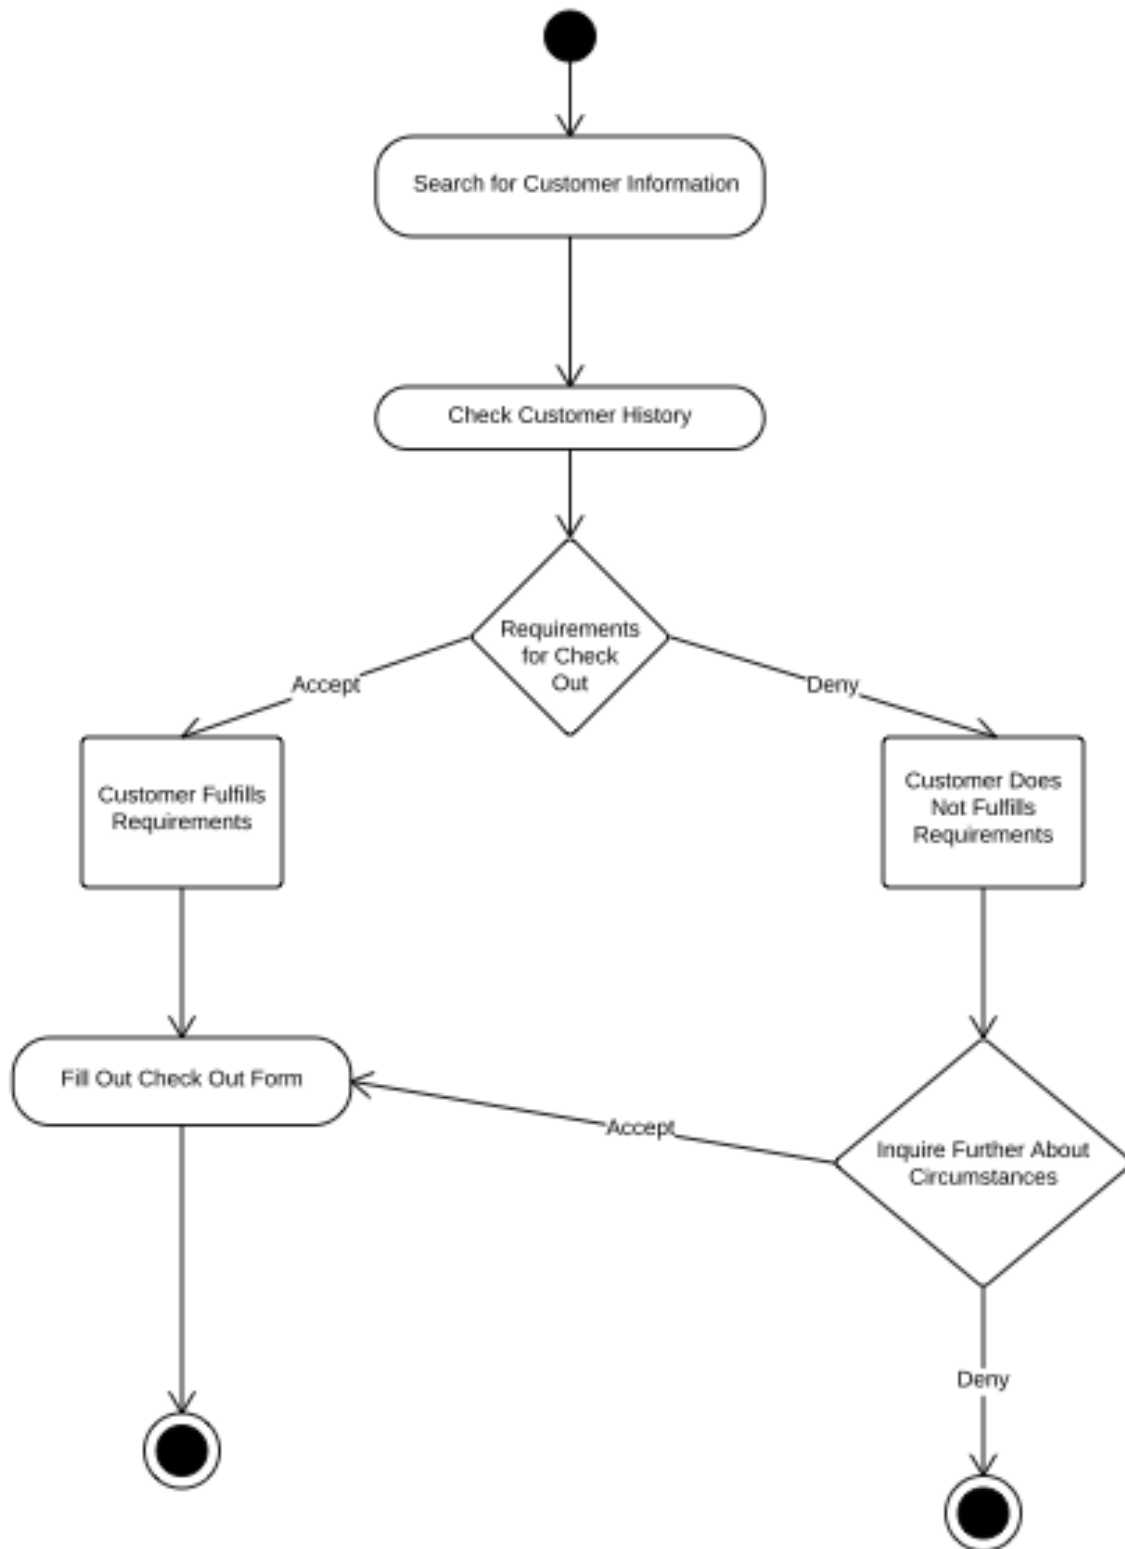 Search for Customer Information
Check Customer History
Requirements
for Check
Out
Accept
Deny
Customer Fulfills
Requirements
Customer Does
Not Fulfills
Requirements
Fill Out Check Out Form
Accept
Inquire Further About
Circumstances
Deny